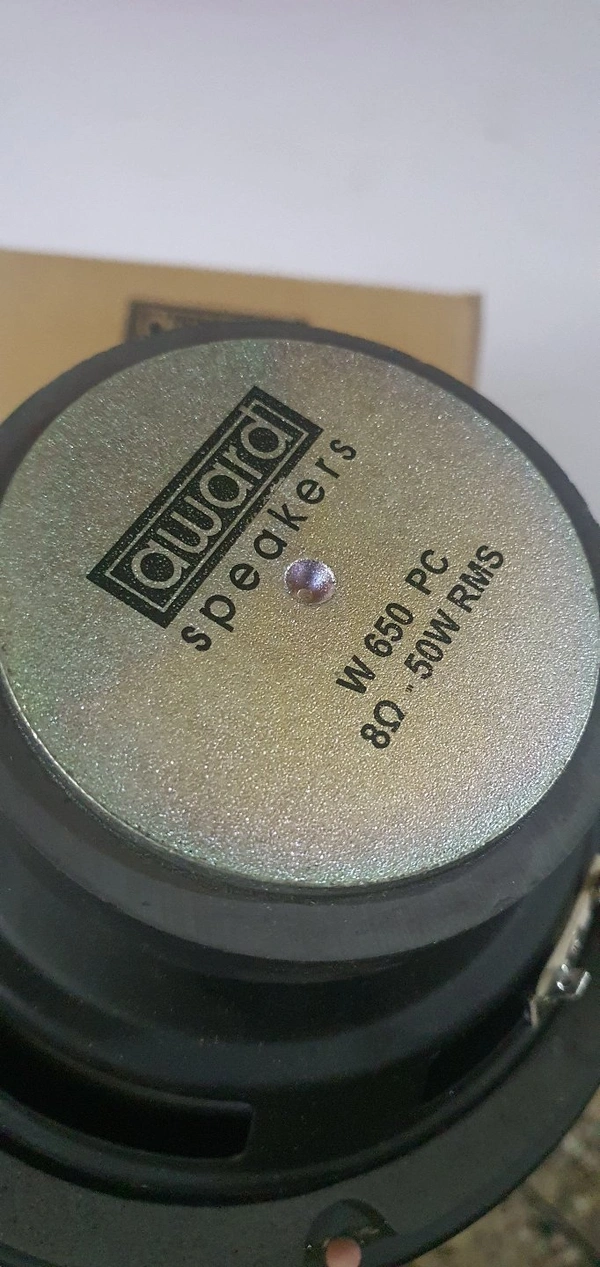 award
speakers
W 650 PC
8Ω - 50W RMS